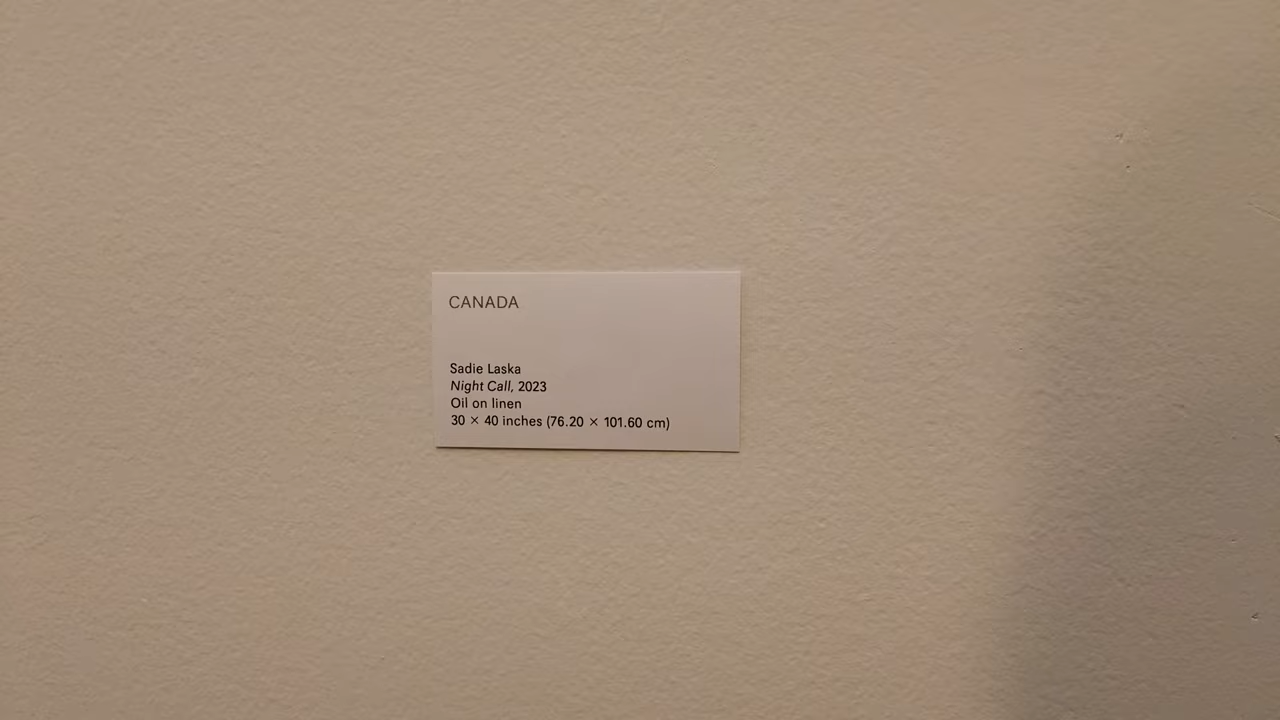 CANADA
Sadie Laska
Night Call, 2023
Oil on linen
30 × 40 inches (76.20 × 101.60 cm)